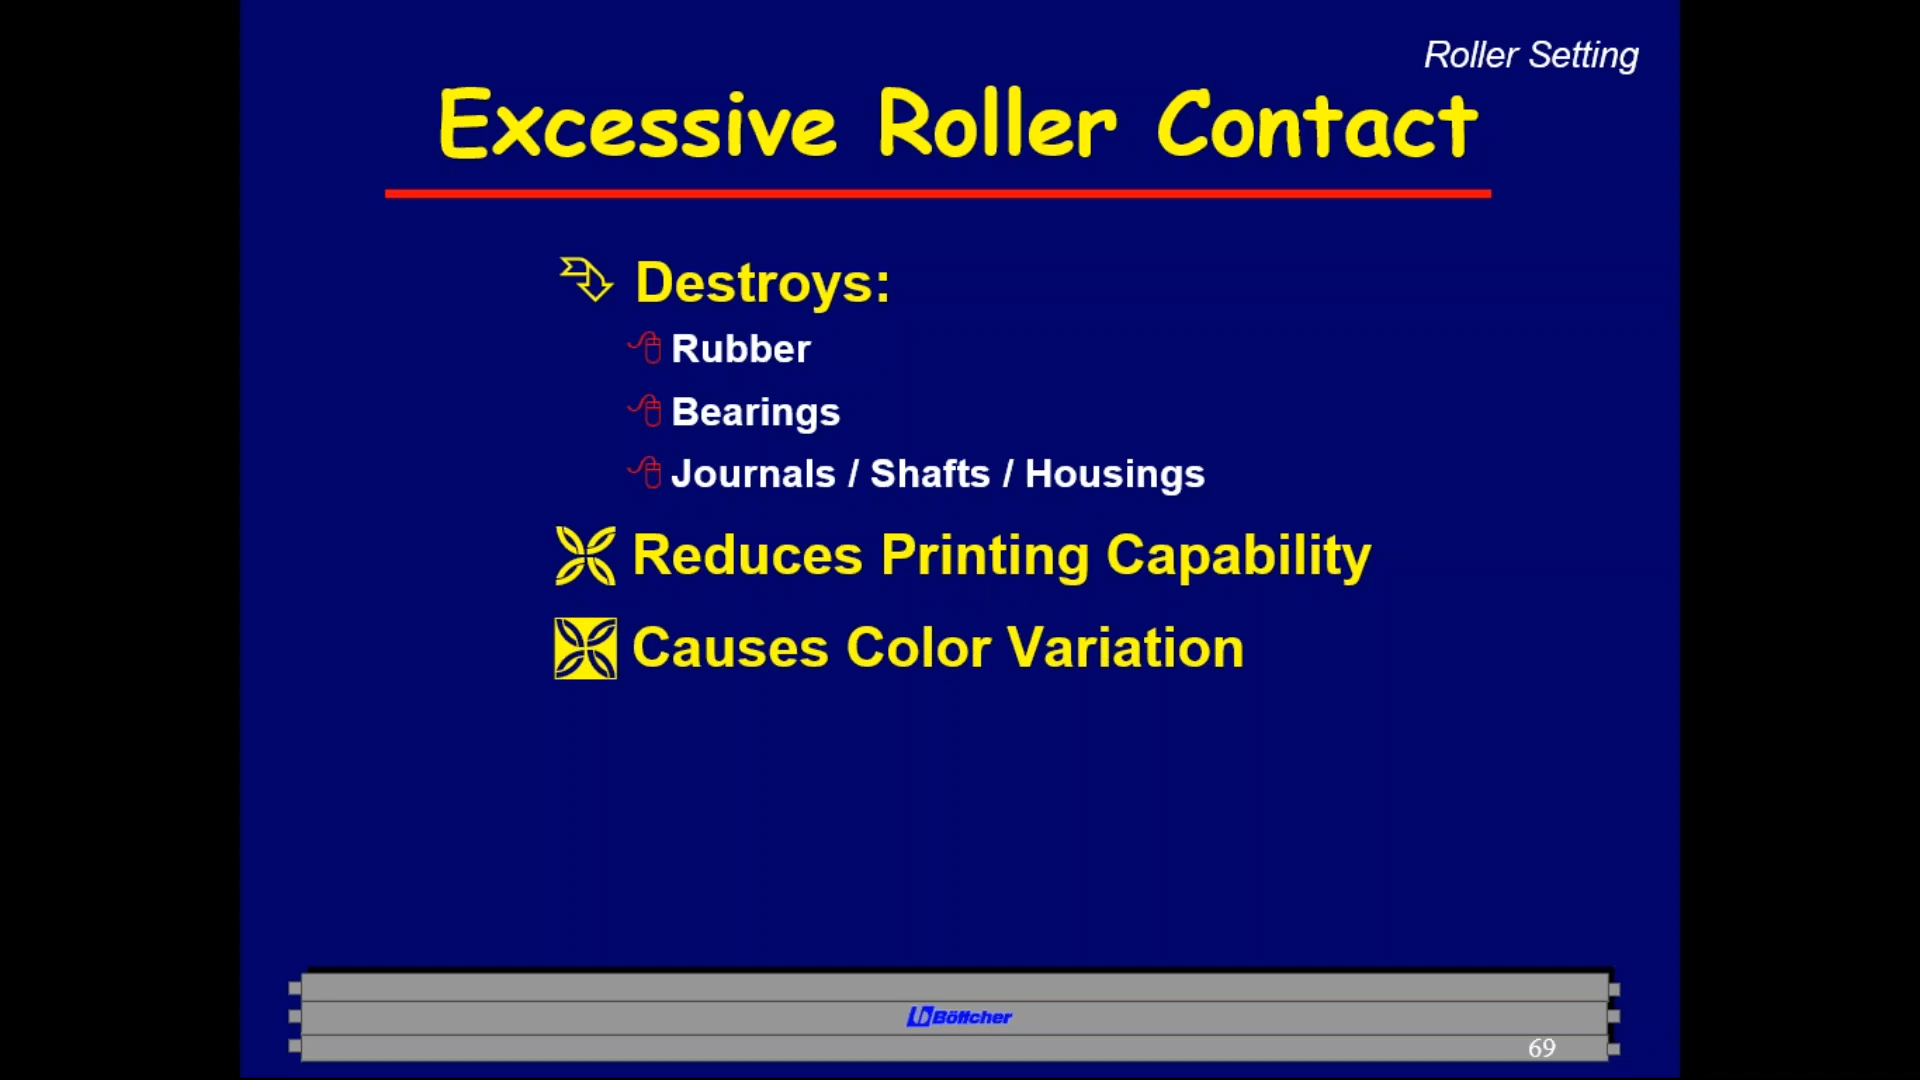 Roller Setting
Excessive Roller Contact
Destroys:
Rubber
Bearings
Journals / Shafts / Housings
Reduces Printing Capability
Causes Color Variation
Böttcher
69